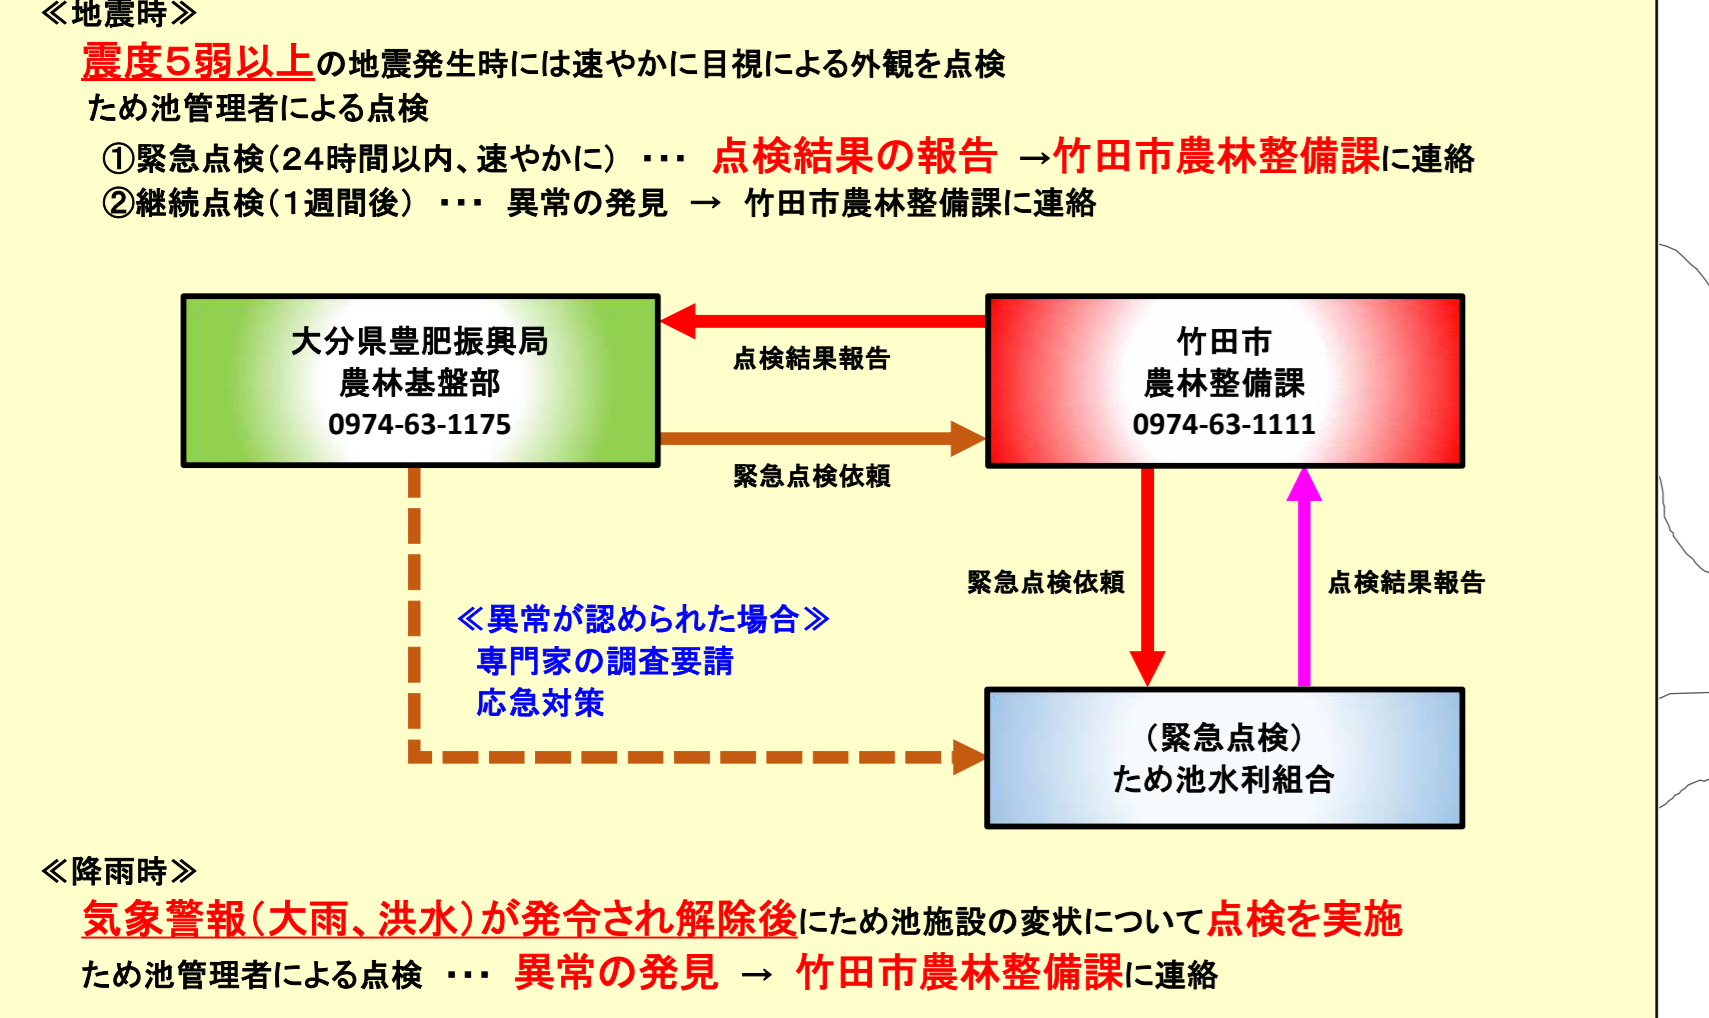 ≪地震時≫
震度５弱以上の地震発生時には速やかに目視による外観を点検
ため池管理者による点検
①緊急点検（２４時間以内、速やかに） ・・・ 点検結果の報告 →竹田市農林整備課に連絡
②継続点検（１週間後） ・・・ 異常の発見 → 竹田市農林整備課に連絡
大分県豊肥振興局
農林基盤部
0974-63-1175
点検結果報告
緊急点検依頼
竹田市
農林整備課
0974-63-1111
緊急点検依頼
点検結果報告
≪異常が認められた場合≫
専門家の調査要請
応急対策
（緊急点検）
ため池水利組合
≪降雨時≫
気象警報（大雨、洪水）が発令され解除後にため池施設の変状について点検を実施
ため池管理者による点検 ・・・ 異常の発見 → 竹田市農林整備課に連絡